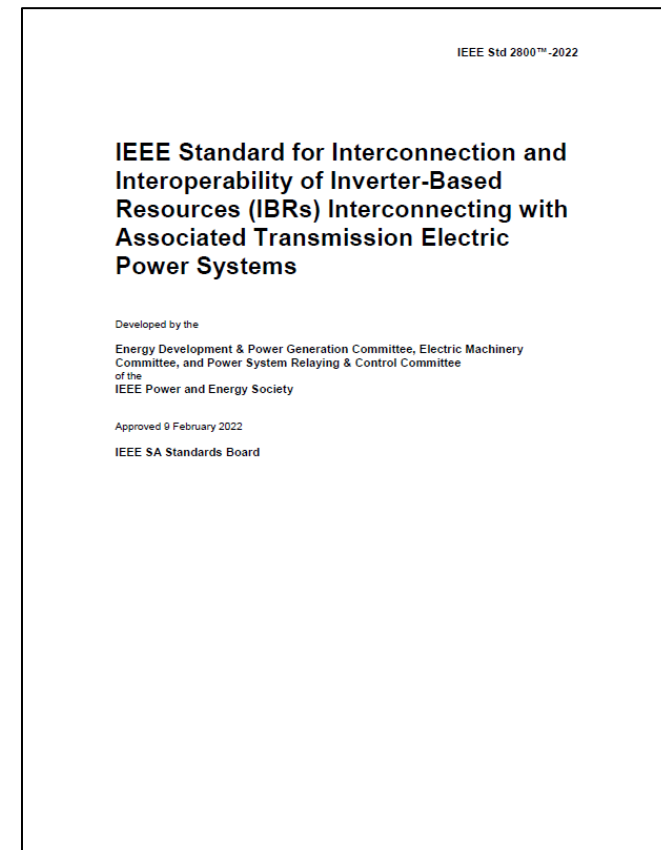 IEEE Std 2800™-2022
IEEE Standard for Interconnection and
Interoperability of Inverter-Based
Resources (IBRs) Interconnecting with
Associated Transmission Electric
Power Systems
Developed by the
Energy Development & Power Generation Committee, Electric Machinery
Committee, and Power System Relaying & Control Committee
of the
IEEE Power and Energy Society
Approved 9 February 2022
IEEE SA Standards Board